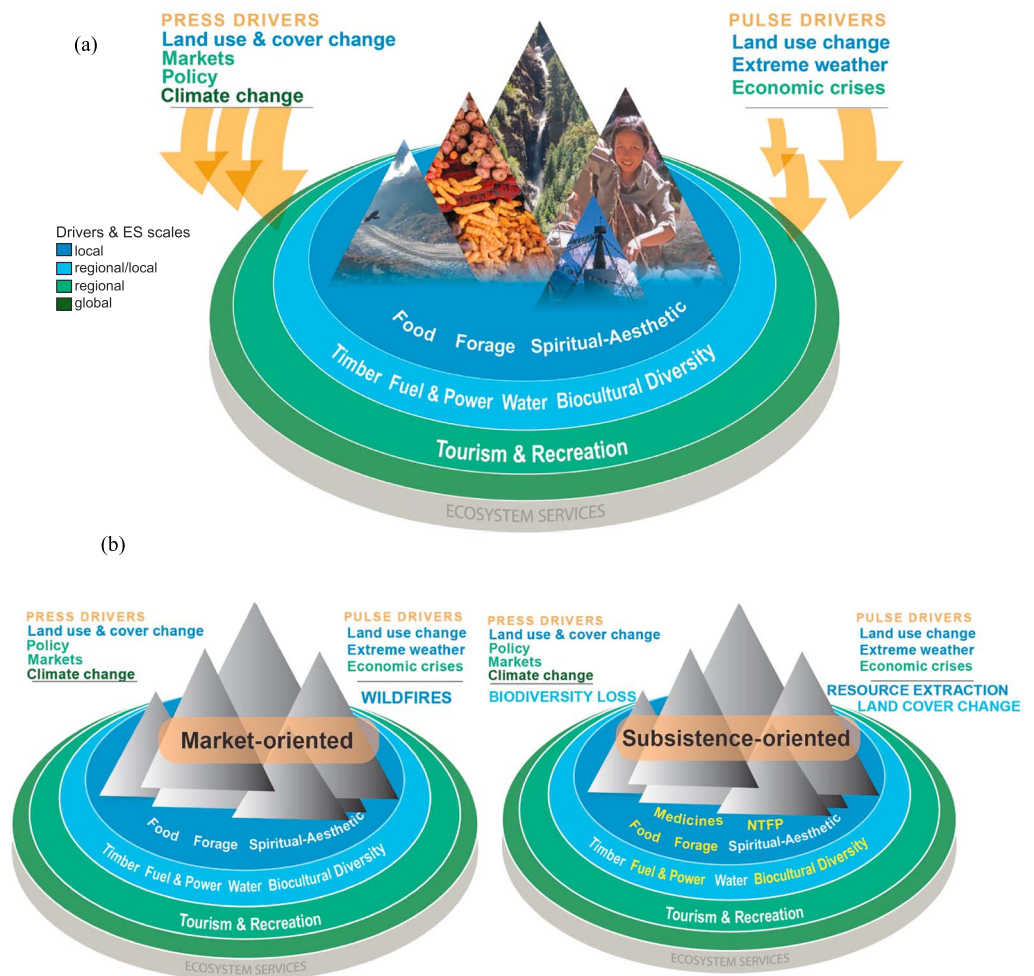 (a)
PRESS DRIVERS
Land use & cover change
Markets
Policy
Climate change
PULSE DRIVERS
Land use change
Extreme weather
Economic crises
Drivers & ES scales
local
regional/local
regional
global
Food Forage Spiritual-Aesthetic
Timber Fuel & Power Water Biocultural Diversity
Tourism & Recreation
ECOSYSTEM SERVICES
(b)
PRESS DRIVERS
Land use & cover change
Policy
Markets
Climate change
PULSE DRIVERS
Land use change
Extreme weather
Economic crises
WILDFIRES
Market-oriented
Food Forage Spiritual-Aesthetic
Timber Fuel & Power Water Biocultural Diversity
Tourism & Recreation
ECOSYSTEM SERVICES
PRESS DRIVERS
Land use & cover change
Policy
Markets
Climate change
BIODIVERSITY LOSS
PULSE DRIVERS
Land use change
Extreme weather
Economic crises
RESOURCE EXTRACTION
LAND COVER CHANGE
Subsistence-oriented
Medicines NTFP
Food Forage Spiritual-Aesthetic
Timber Fuel & Power Water Biocultural Diversity
Tourism & Recreation
ECOSYSTEM SERVICES